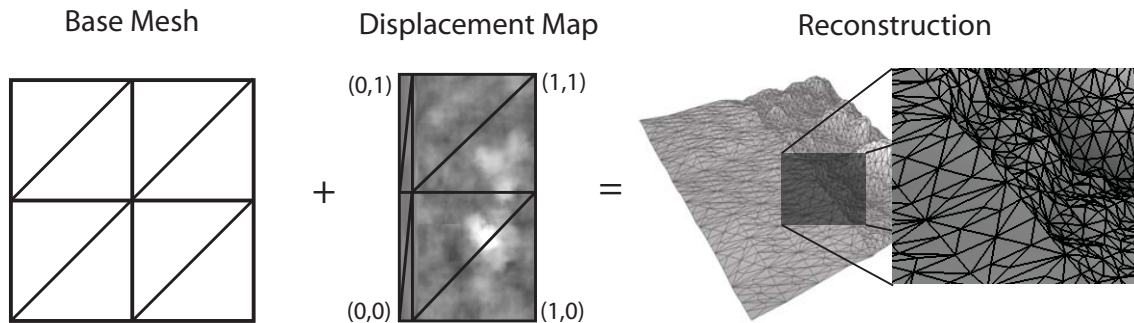 Base Mesh
Displacement Map
Reconstruction
(0,1)
(1,1)
+
=
(0,0)
(1,0)